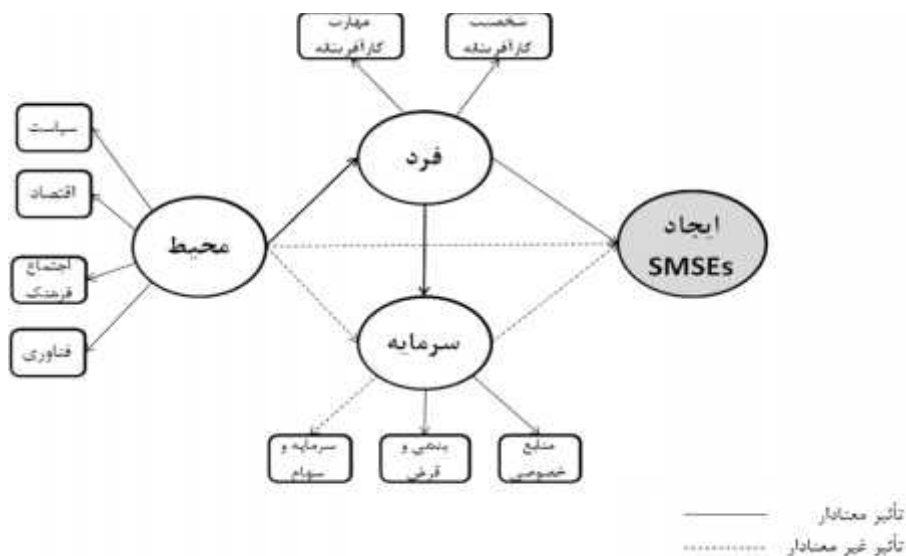 شخصیت
کارآفرینانه
مهارت
کارآفرینانه
فرد
سیاست
اقتصاد
اجتماع
فرهنگ
فناوری
محیط
ایجاد
SMSEs
سرمایه
منابع
خصوصی
بدهی و
قرض
سرمایه و
سهام
تأثیر معنادار
تأثیر غیر معنادار